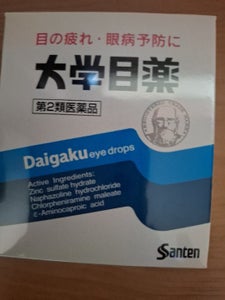 目の疲れ・眼病予防に
大学目薬
第2類医薬品
Daigaku eye drops
Active Ingredients:
Zinc sulfate hydrate
Naphazoline hydrochloride
Chlorpheniramine maleate
ε-Aminocaproic acid
Santen